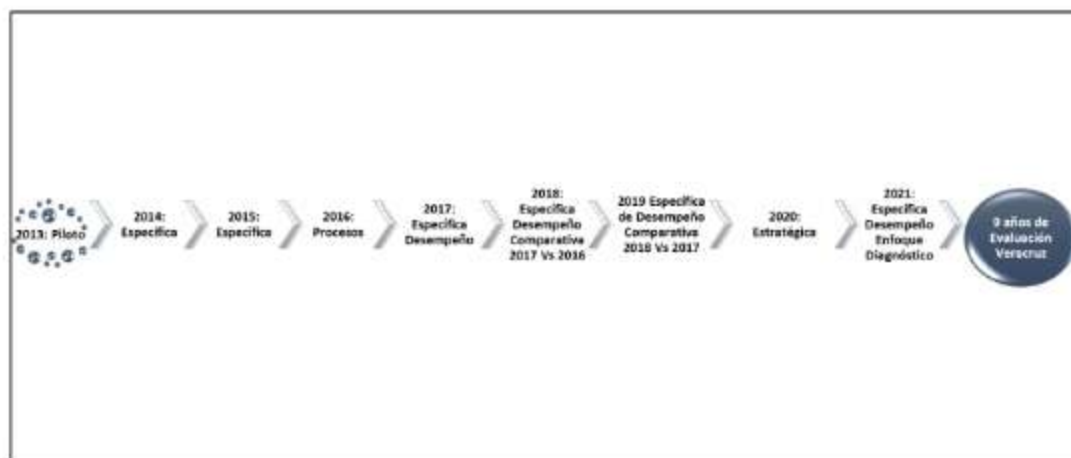 2013: Piloto
2014:
Específica
2015:
Específica
2016:
Procesos
2017:
Específica
Desempeño
2018:
Específica
Desempeño
Comparativa
2017 Vs 2016
2019 Específica
de Desempeño
Comparativa
2018 Vs 2017
2020:
Estratégica
2021:
Específica
Desempeño
Enfoque
Diagnóstico
9 años de
Evaluación
Veracruz